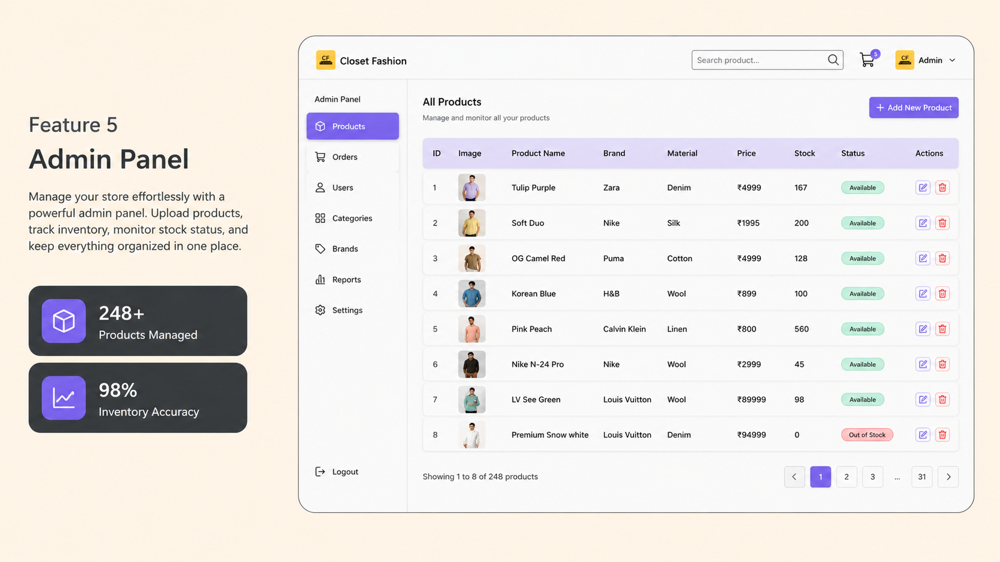 Feature 5
Admin Panel
Manage your store effortlessly with a
powerful admin panel. Upload products,
track inventory, monitor stock status, and
keep everything organized in one place.
248+
Products Managed
98%
Inventory Accuracy
CF
Closet Fashion
Search product...
5
CF
Admin
Admin Panel
Products
Orders
Users
Categories
Brands
Reports
Settings
Logout
All Products
Manage and monitor all your products
+ Add New Product
ID Image Product Name Brand Material Price Stock Status Actions
1 Tulip Purple Zara Denim ₹4999 167 Available
2 Soft Duo Nike Silk ₹1995 200 Available
3 OG Camel Red Puma Cotton ₹4999 128 Available
4 Korean Blue H&B Wool ₹899 100 Available
5 Pink Peach Calvin Klein Linen ₹800 560 Available
6 Nike N-24 Pro Nike Wool ₹2999 45 Available
7 LV See Green Louis Vuitton Wool ₹89999 98 Available
8 Premium Snow white Louis Vuitton Denim ₹94999 0 Out of Stock
Showing 1 to 8 of 248 products
1 2 3 ... 31